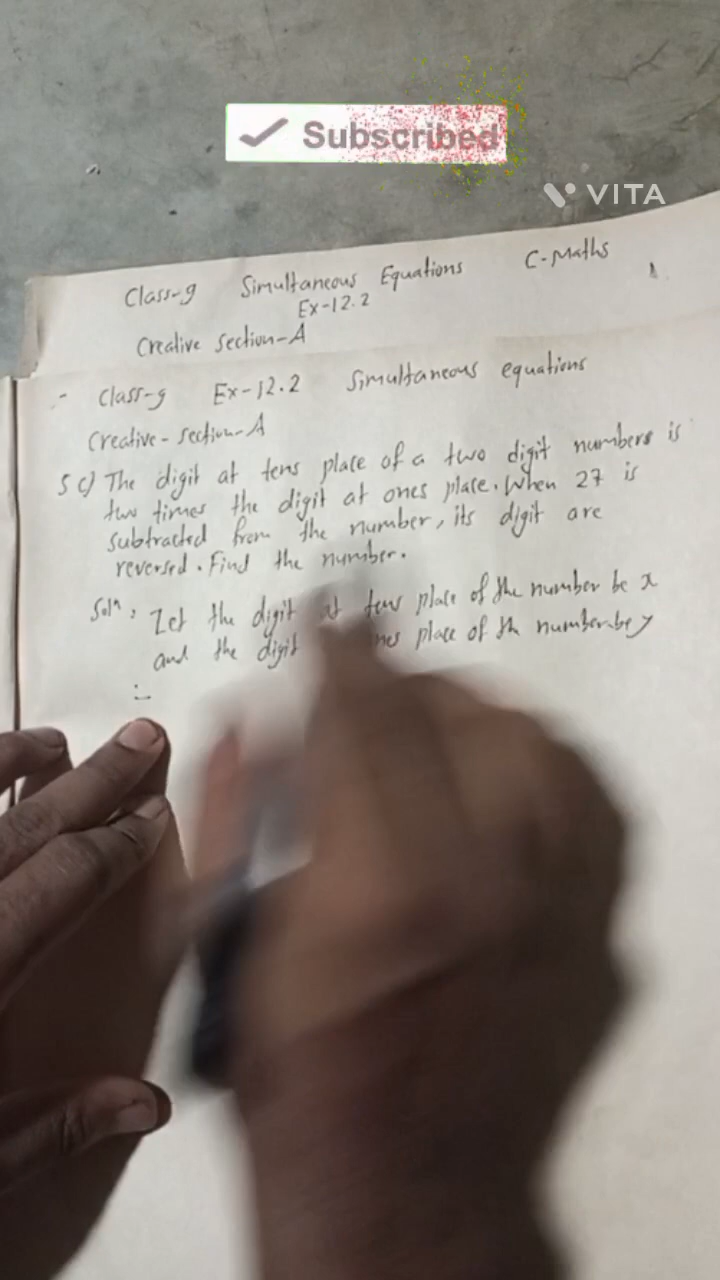 Subscribed
VITA
Class-9 Simultaneous Equations C-Maths
Ex-12.2
Creative section-A
Class-9 Ex-12.2 Simultaneous equations
Creative-section-A
5 c) The digit at tens place of a two digit numbers is
two times the digit at ones place. When 27 is
subtracted from the number, its digit are
reversed. Find the number.
Solⁿ, Let the digit at tens place of the number be x
and the digit place of th number be y
∴